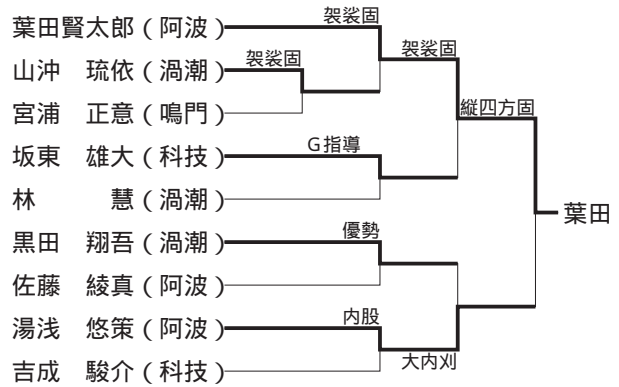 葉田賢太郎(阿波)
袈裟固
山沖　琉依(渦潮)
袈裟固
袈裟固
宮浦　正意(鳴門)
縦四方固
坂東　雄大(科技)
G指導
林　　　慧(渦潮)
葉田
黒田　翔吾(渦潮)
優勢
佐藤　綾真(阿波)
湯浅　悠策(阿波)
内股
大内刈
吉成　駿介(科技)